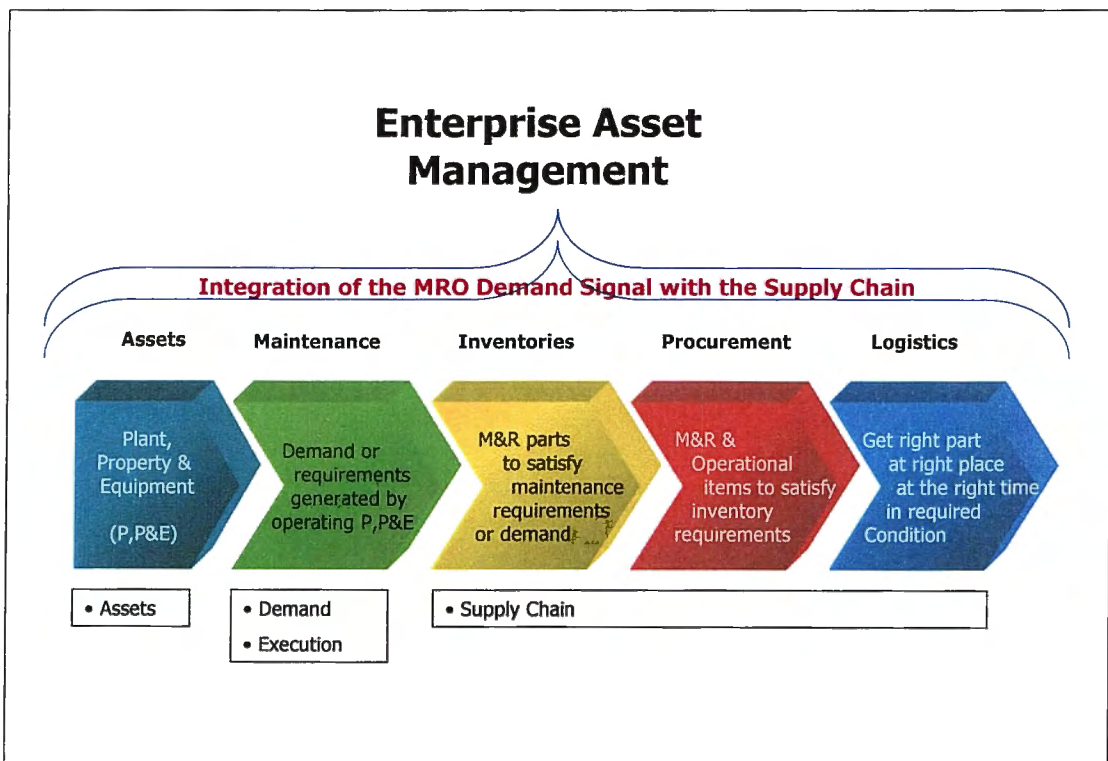 Enterprise Asset
Management
Integration of the MRO Demand Signal with the Supply Chain
Assets
Maintenance
Inventories
Procurement
Logistics
Plant,
Property &
Equipment
(P,P&E)
Demand or
requirements
generated by
operating P,P&E
M&R parts
to satisfy
maintenance
requirements
or demand
M&R &
Operational
items to satisfy
inventory
requirements
Get right part
at right place
at the right time
in required
Condition
• Assets
• Demand
• Execution
• Supply Chain